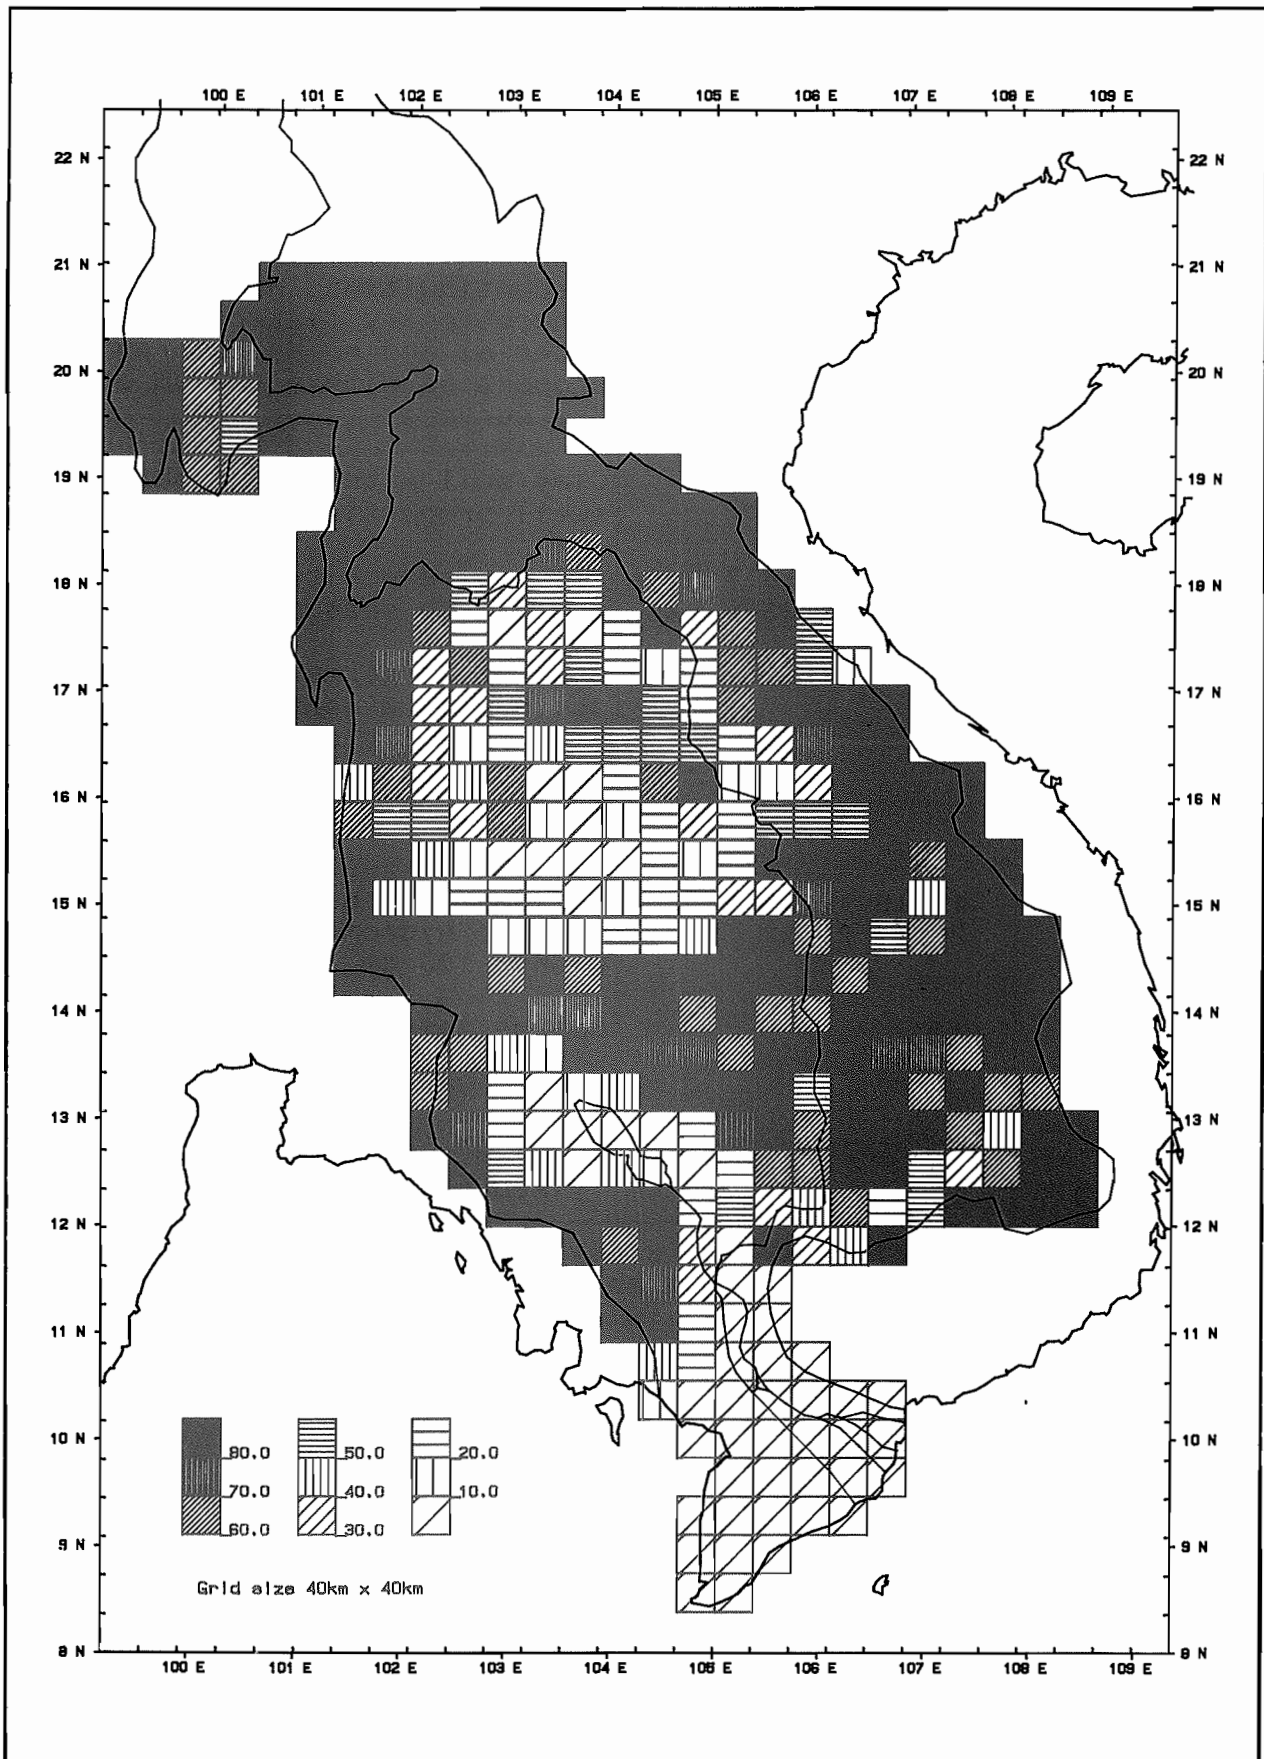 100 E 101 E 102 E 103 E 104 E 105 E 106 E 107 E 108 E 109 E
22 N 22 N
21 N 21 N
20 N 20 N
19 N 19 N
18 N 18 N
17 N 17 N
16 N 16 N
15 N 15 N
14 N 14 N
13 N 13 N
12 N 12 N
11 N 11 N
10 N 10 N
80.0 50.0 20.0
70.0 40.0 10.0
60.0 30.0
9 N 9 N
Grid size 40km x 40km
8 N 8 N
100 E 101 E 102 E 103 E 104 E 105 E 106 E 107 E 108 E 109 E